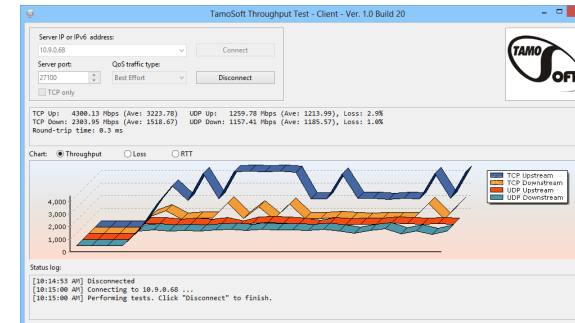 TamoSoft Throughput Test - Client - Ver. 1.0 Build 20
Server IP or IPv6 address:
10.9.0.68
Connect
Server port:
QoS traffic type:
27100
Best Effort
Disconnect
TCP only
TAMO
SOFT
TCP Up: 4300.13 Mbps (Ave: 3223.78) UDP Up: 1259.78 Mbps (Ave: 1213.99), Loss: 2.9%
TCP Down: 2303.95 Mbps (Ave: 1518.67) UDP Down: 1157.41 Mbps (Ave: 1185.57), Loss: 1.0%
Round-trip time: 0.3 ms
Chart:
Throughput
Loss
RTT
4,000
3,000
2,000
1,000
0
TCP Upstream
TCP Downstream
UDP Upstream
UDP Downstream
Status log:
[10:14:53 AM] Disconnected
[10:15:00 AM] Connecting to 10.9.0.68 ...
[10:15:00 AM] Performing tests. Click "Disconnect" to finish.